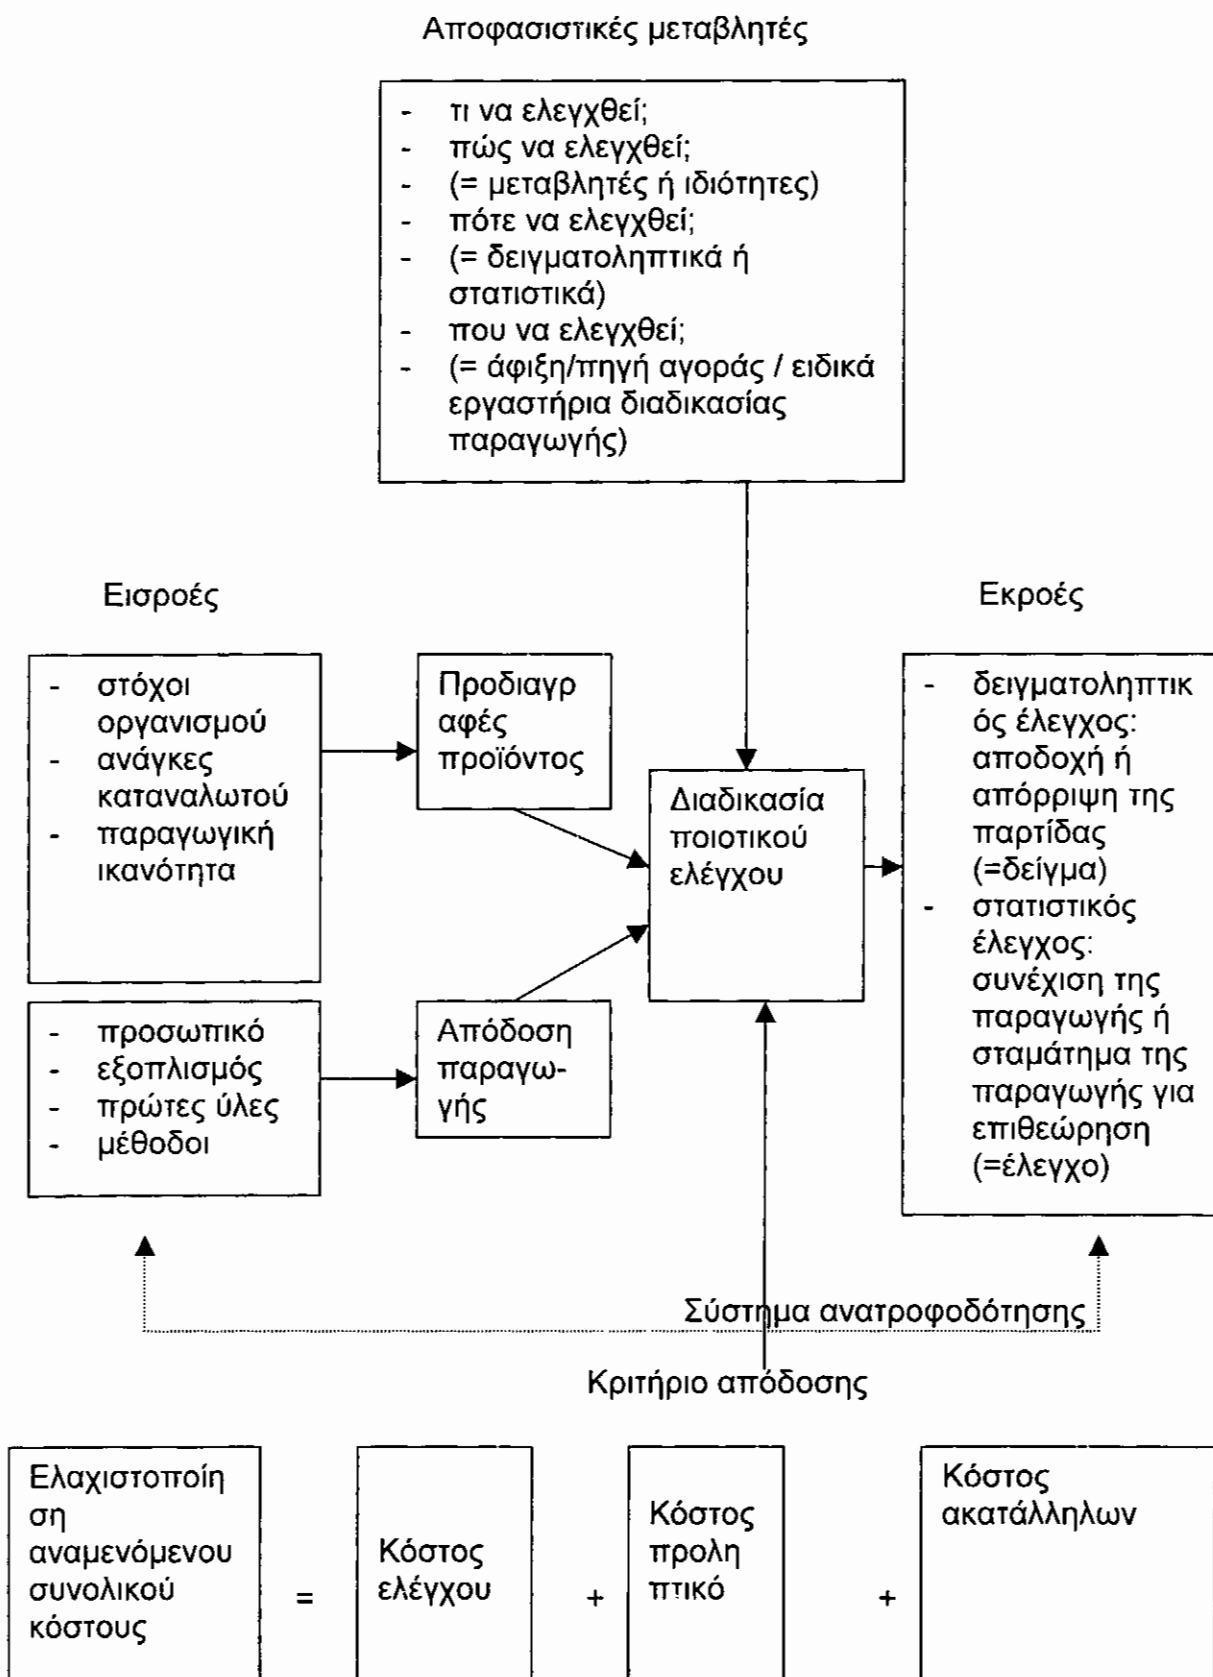 Αποφασιστικές μεταβλητές
- τι να ελεγχθεί;
- πώς να ελεγχθεί;
- (= μεταβλητές ή ιδιότητες)
- πότε να ελεγχθεί;
- (= δειγματοληπτικά ή
στατιστικά)
- που να ελεγχθεί;
- (= άφιξη/πηγή αγοράς / ειδικά
εργαστήρια διαδικασίας
παραγωγής)
Εισροές
- στόχοι
οργανισμού
- ανάγκες
καταναλωτού
- παραγωγική
ικανότητα
- προσωπικό
- εξοπλισμός
- πρώτες ύλες
- μέθοδοι
Προδιαγρ
αφές
προϊόντος
Απόδοση
παραγω-
γής
Διαδικασία
ποιοτικού
ελέγχου
Εκροές
- δειγματοληπτικ
ός έλεγχος:
αποδοχή ή
απόρριψη της
παρτίδας
(=δείγμα)
- στατιστικός
έλεγχος:
συνέχιση της
παραγωγής ή
σταμάτημα της
παραγωγής για
επιθεώρηση
(=έλεγχο)
Σύστημα ανατροφοδότησης
Κριτήριο απόδοσης
Ελαχιστοποίη
ση
αναμενόμενου
συνολικού
κόστους
=
Κόστος
ελέγχου
+
Κόστος
προλη
πτικό
+
Κόστος
ακατάλληλων